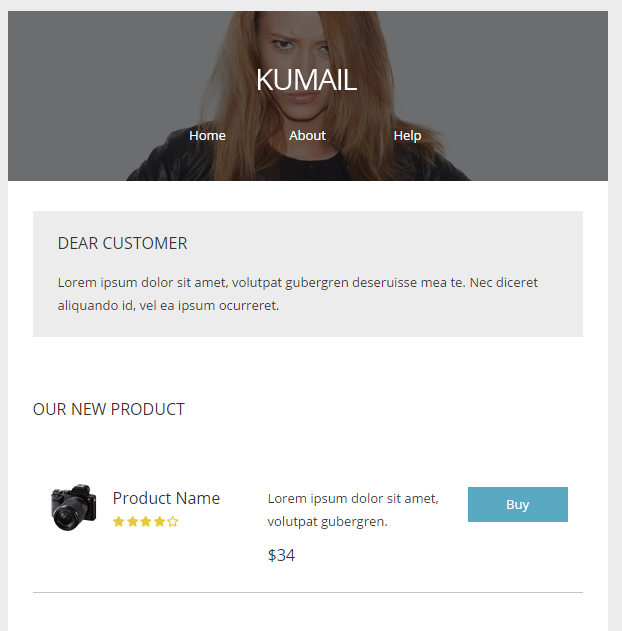 KUMAIL
Home About Help
DEAR CUSTOMER
Lorem ipsum dolor sit amet, volutpat gubergren deseruisse mea te. Nec diceret
aliquando id, vel ea ipsum ocurreret.
OUR NEW PRODUCT
Product Name
Lorem ipsum dolor sit amet,
volutpat gubergren.
$34
Buy